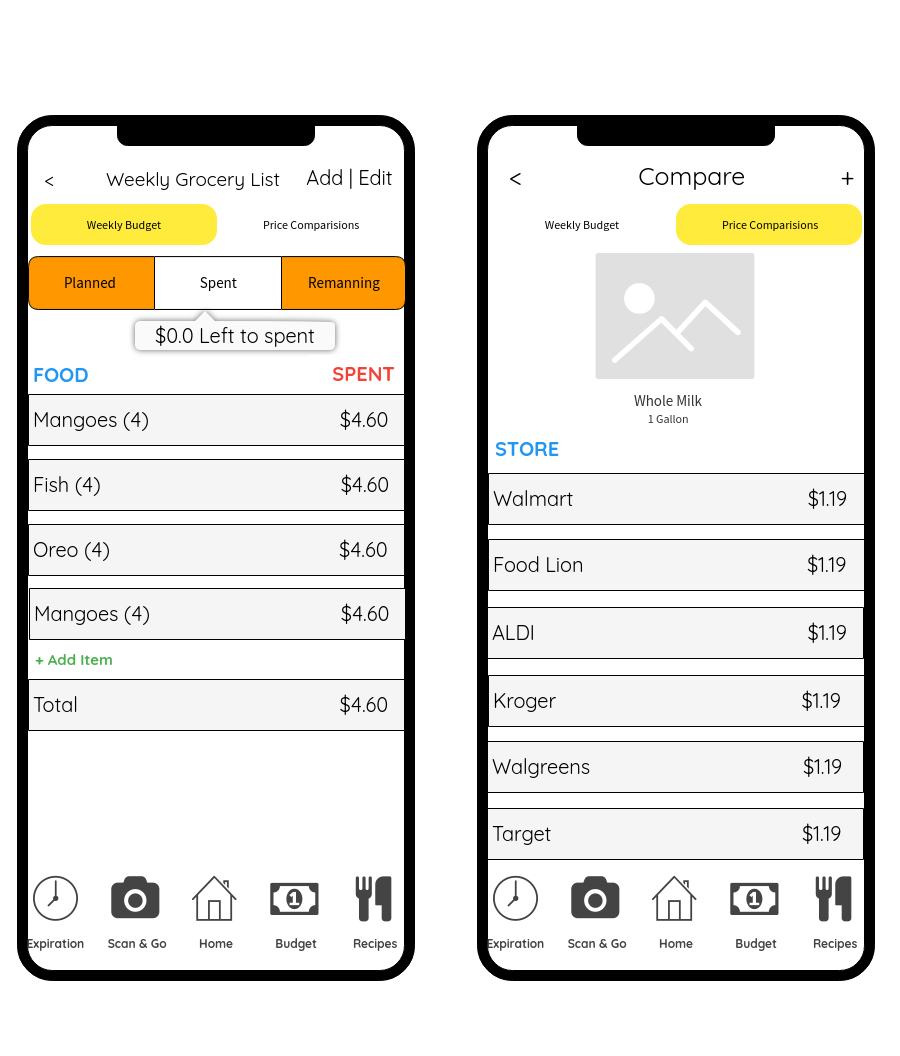 < Weekly Grocery List Add | Edit
Weekly Budget Price Comparisions
Planned Spent Remanning
$0.0 Left to spent
FOOD SPENT
Mangoes (4) $4.60
Fish (4) $4.60
Oreo (4) $4.60
Mangoes (4) $4.60
+ Add Item
Total $4.60
1
Expiration Scan & Go Home Budget Recipes
< Compare +
Weekly Budget Price Comparisions
Whole Milk
1 Gallon
STORE
Walmart $1.19
Food Lion $1.19
ALDI $1.19
Kroger $1.19
Walgreens $1.19
Target $1.19
1
Expiration Scan & Go Home Budget Recipes